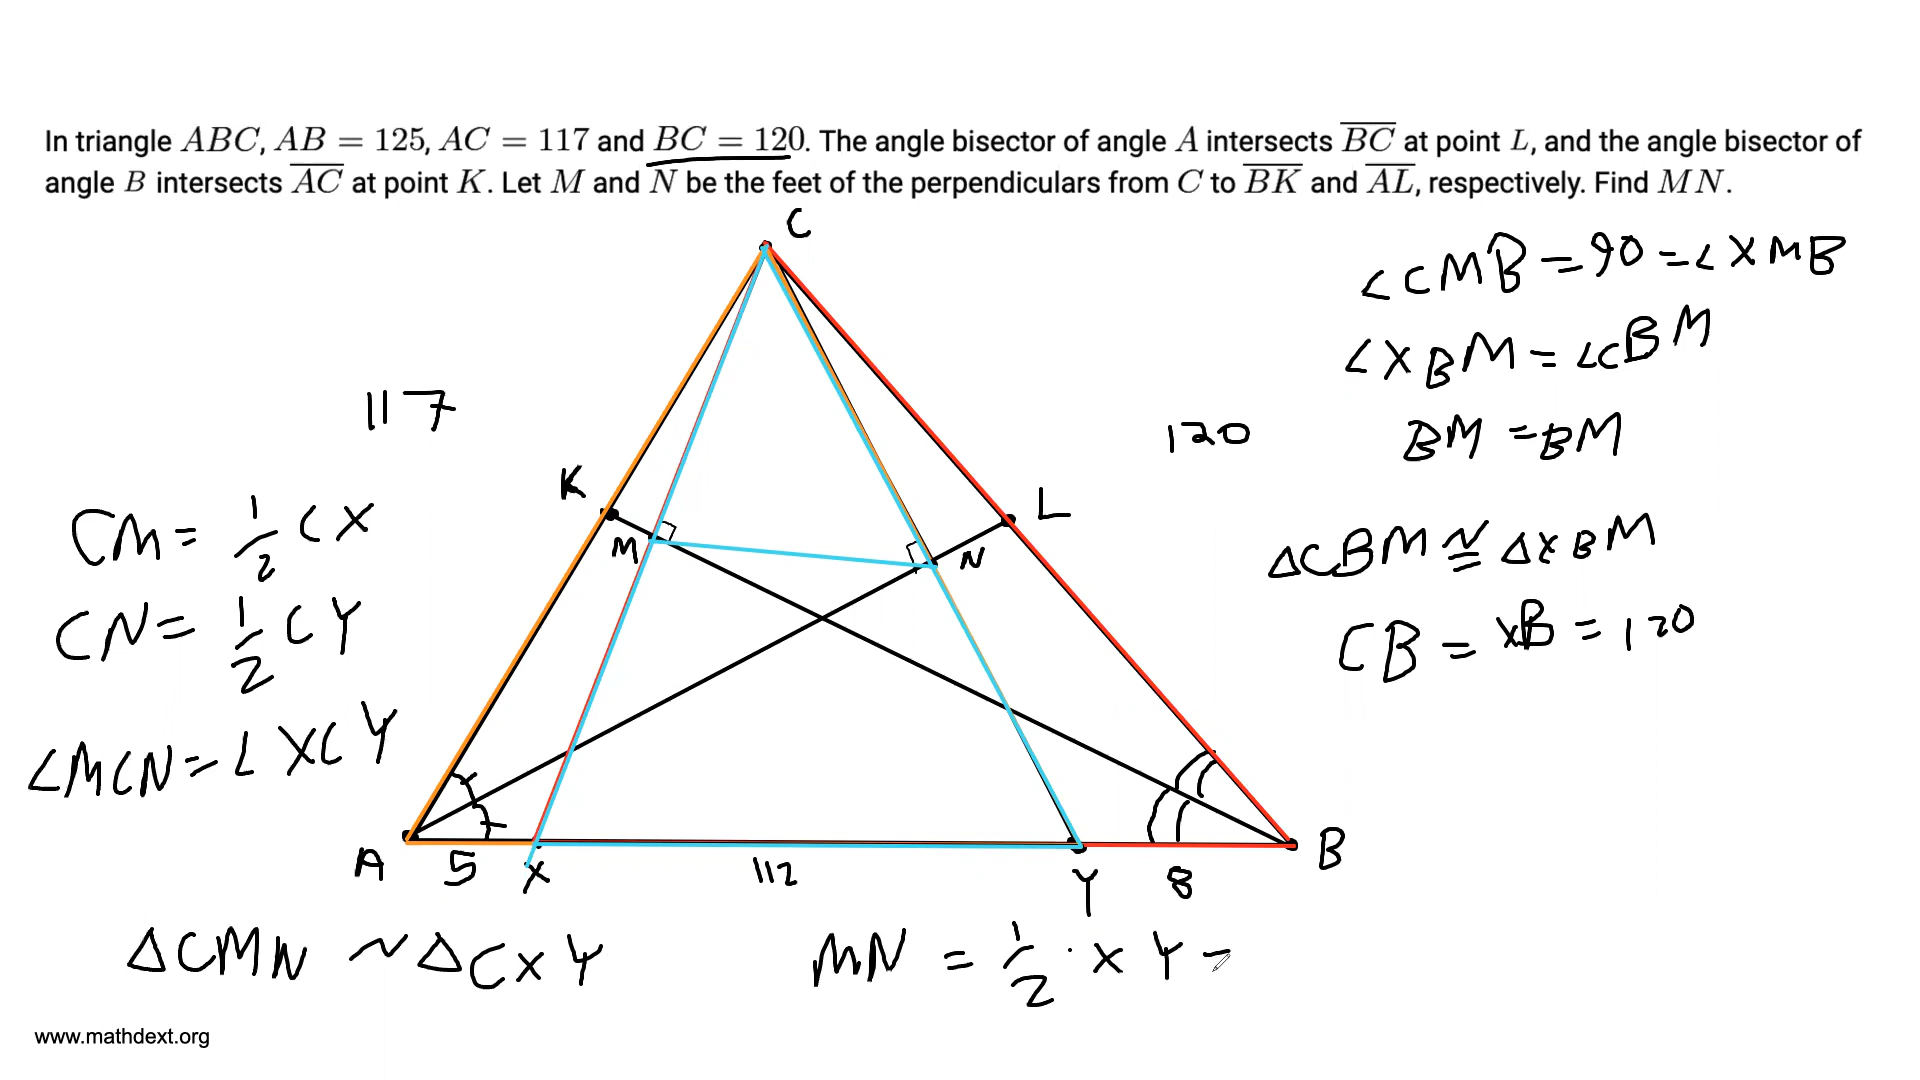 In triangle ABC, AB = 125, AC = 117 and BC = 120. The angle bisector of angle A intersects BC at point L, and the angle bisector of
angle B intersects AC at point K. Let M and N be the feet of the perpendiculars from C to BK and AL, respectively. Find MN.
C
∠CMB = 90 = ∠XMB
∠XBM = ∠CBM
117
120
BM = BM
K
L
CM = 1/2 CX
M
N
△CBM ≅ △XBM
CN = 1/2 CY
CB = XB = 120
∠MCN = ∠XCY
A
5
X
112
Y
8
B
△CMN ~ △CXY
MN = 1/2 · XY =
www.mathdext.org